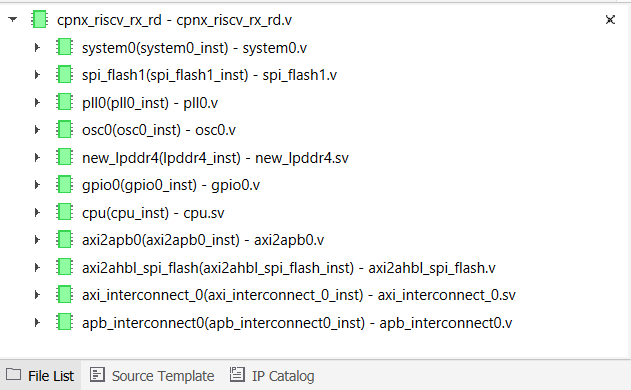 cpnx_riscv_rx_rd - cpnx_riscv_rx_rd.v
system0(system0_inst) - system0.v
spi_flash1(spi_flash1_inst) - spi_flash1.v
pll0(pll0_inst) - pll0.v
osc0(osc0_inst) - osc0.v
new_lpddr4(lpddr4_inst) - new_lpddr4.sv
gpio0(gpio0_inst) - gpio0.v
cpu(cpu_inst) - cpu.sv
axi2apb0(axi2apb0_inst) - axi2apb0.v
axi2ahbl_spi_flash(axi2ahbl_spi_flash_inst) - axi2ahbl_spi_flash.v
axi_interconnect_0(axi_interconnect_0_inst) - axi_interconnect_0.sv
apb_interconnect0(apb_interconnect0_inst) - apb_interconnect0.v
File List Source Template IP Catalog